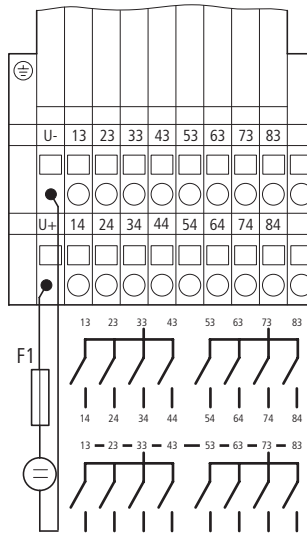 U- 13 23 33 43 53 63 73 83
U+ 14 24 34 44 54 64 74 84
13 23 33 43 53 63 73 83
F1
14 24 34 44 54 64 74 84
13 23 33 43 53 63 73 83